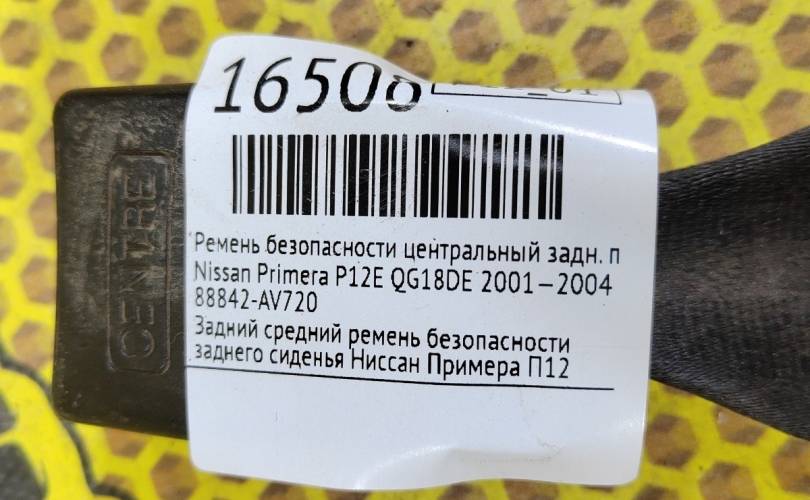 16508
CENTRE
Ремень безопасности центральный задн. п
Nissan Primera P12E QG18DE 2001—2004
88842-AV720
Задний средний ремень безопасности
заднего сиденья Ниссан Примера П12